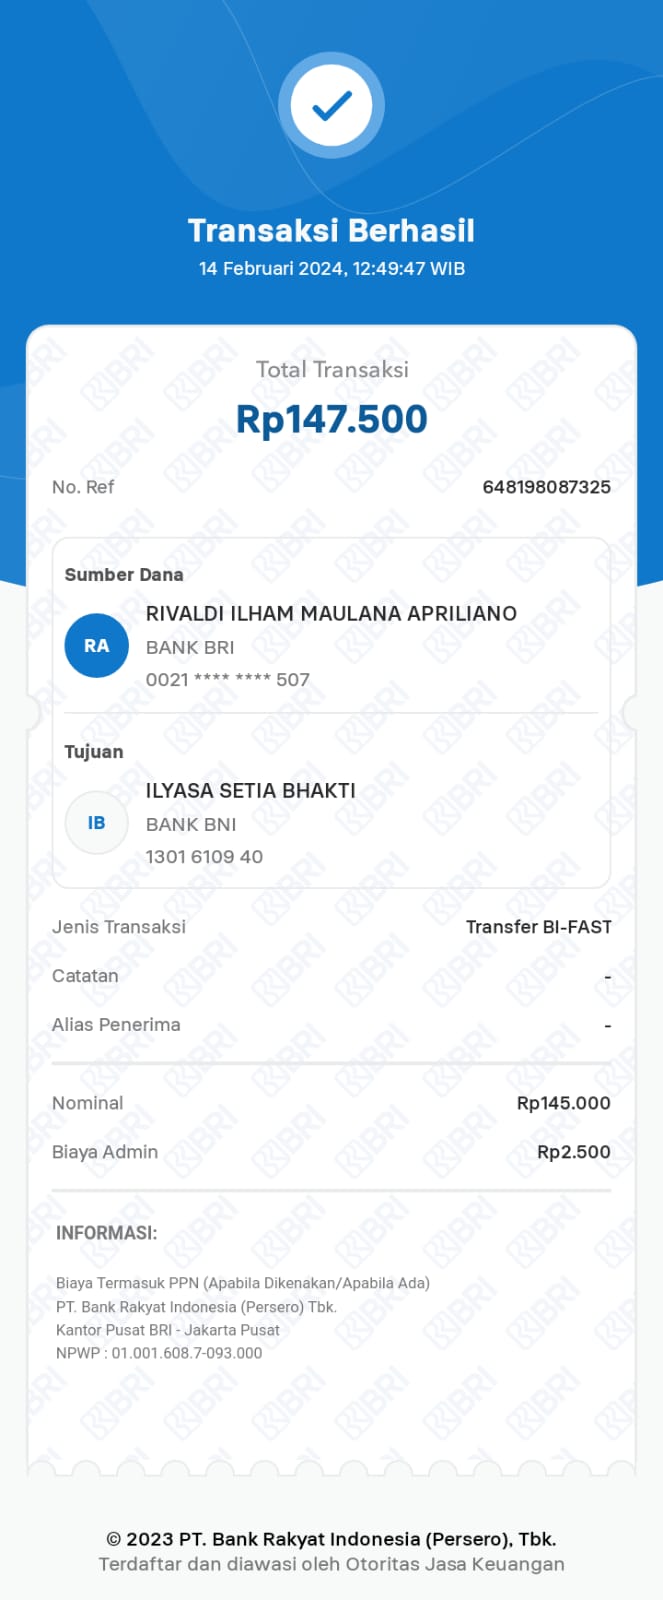 Transaksi Berhasil
14 Februari 2024, 12:49:47 WIB
Total Transaksi
Rp147.500
No. Ref 648198087325
Sumber Dana
RA
RIVALDI ILHAM MAULANA APRILIANO
BANK BRI
0021 **** **** 507
Tujuan
IB
ILYASA SETIA BHAKTI
BANK BNI
1301 6109 40
Jenis Transaksi Transfer BI-FAST
Catatan -
Alias Penerima -
Nominal Rp145.000
Biaya Admin Rp2.500
INFORMASI:
Biaya Termasuk PPN (Apabila Dikenakan/Apabila Ada)
PT. Bank Rakyat Indonesia (Persero) Tbk.
Kantor Pusat BRI - Jakarta Pusat
NPWP : 01.001.608.7-093.000
© 2023 PT. Bank Rakyat Indonesia (Persero), Tbk.
Terdaftar dan diawasi oleh Otoritas Jasa Keuangan